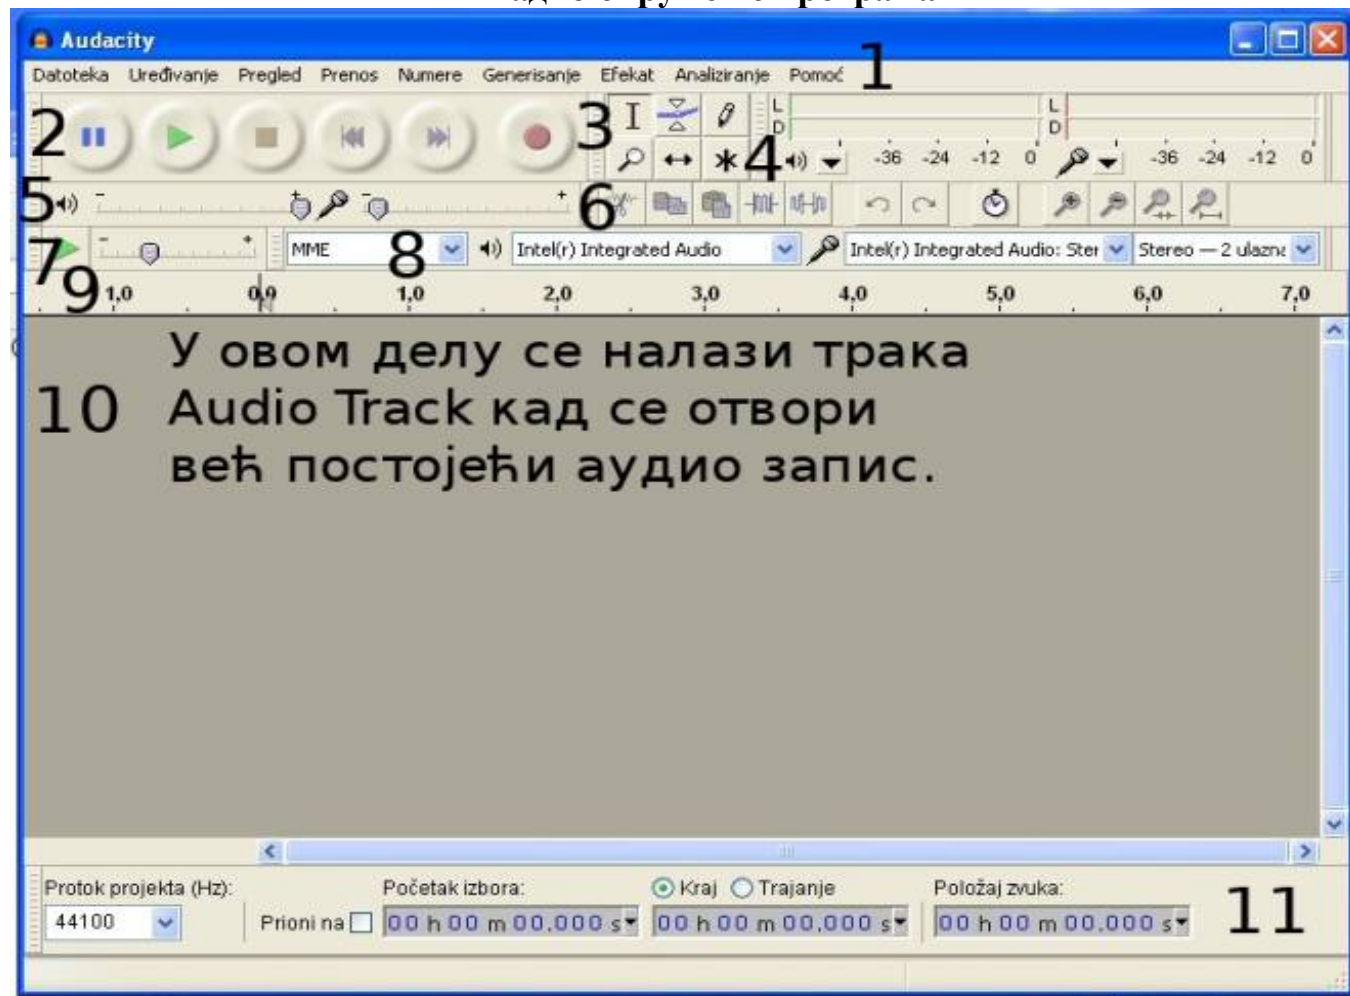 Audacity
1
Datoteka Uređivanje Pregled Prenos Numere Generisanje Efekat Analiziranje Pomoć
2 3 4 L D -36 -24 -12 0 L D -36 -24 -12 0
5 - + - + 6
7 - + MME 8 Intel(r) Integrated Audio Intel(r) Integrated Audio: Ster Stereo — 2 ulazna
9 1,0 0,0 1,0 2,0 3,0 4,0 5,0 6,0 7,0
У овом делу се налази трака
10 Audio Track кад се отвори
већ постојећи аудио запис.
Protok projekta (Hz): Početak izbora: Kraj Trajanje Položaj zvuka: 11
44100 Prioni na 00 h 00 m 00.000 s 00 h 00 m 00,000 s 00 h 00 m 00.000 s